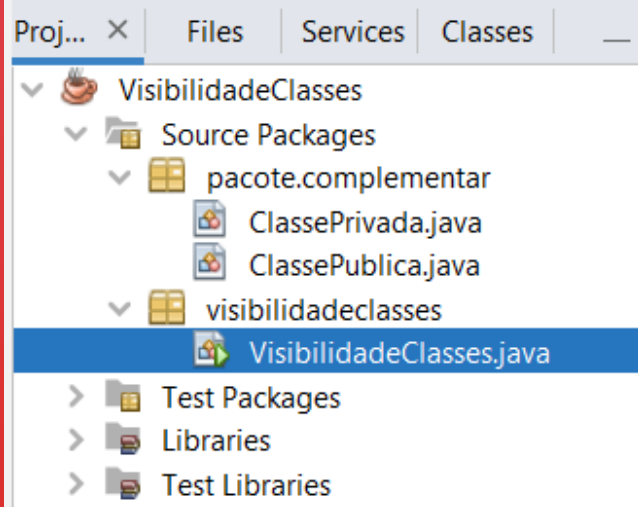 Proj... × Files Services Classes
VisibilidadeClasses
Source Packages
pacote.complementar
ClassePrivada.java
ClassePublica.java
visibilidadeclasses
VisibilidadeClasses.java
Test Packages
Libraries
Test Libraries